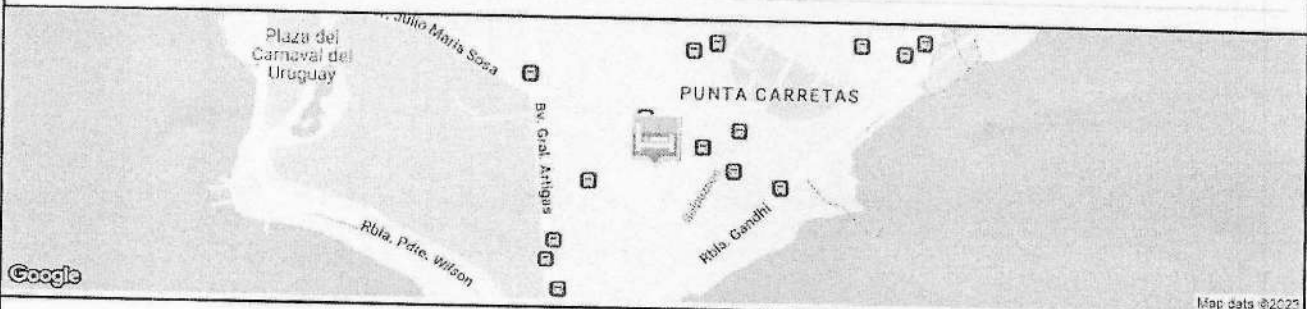 Plaza del
Carnaval del
Uruguay
Julio Maria Sosa
PUNTA CARRETAS
Bv. Gral. Artigas
Rbla. Gandhi
Rbla. Pdte. Wilson
Google
Map data ©2023